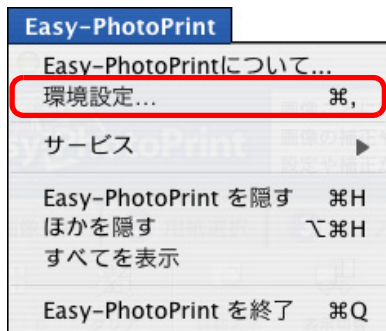 Easy-PhotoPrint
Easy-PhotoPrintについて...
環境設定... ⌘,
サービス ▶
Easy-PhotoPrint を隠す ⌘H
ほかを隠す ⌥⌘H
すべてを表示
Easy-PhotoPrint を終了 ⌘Q